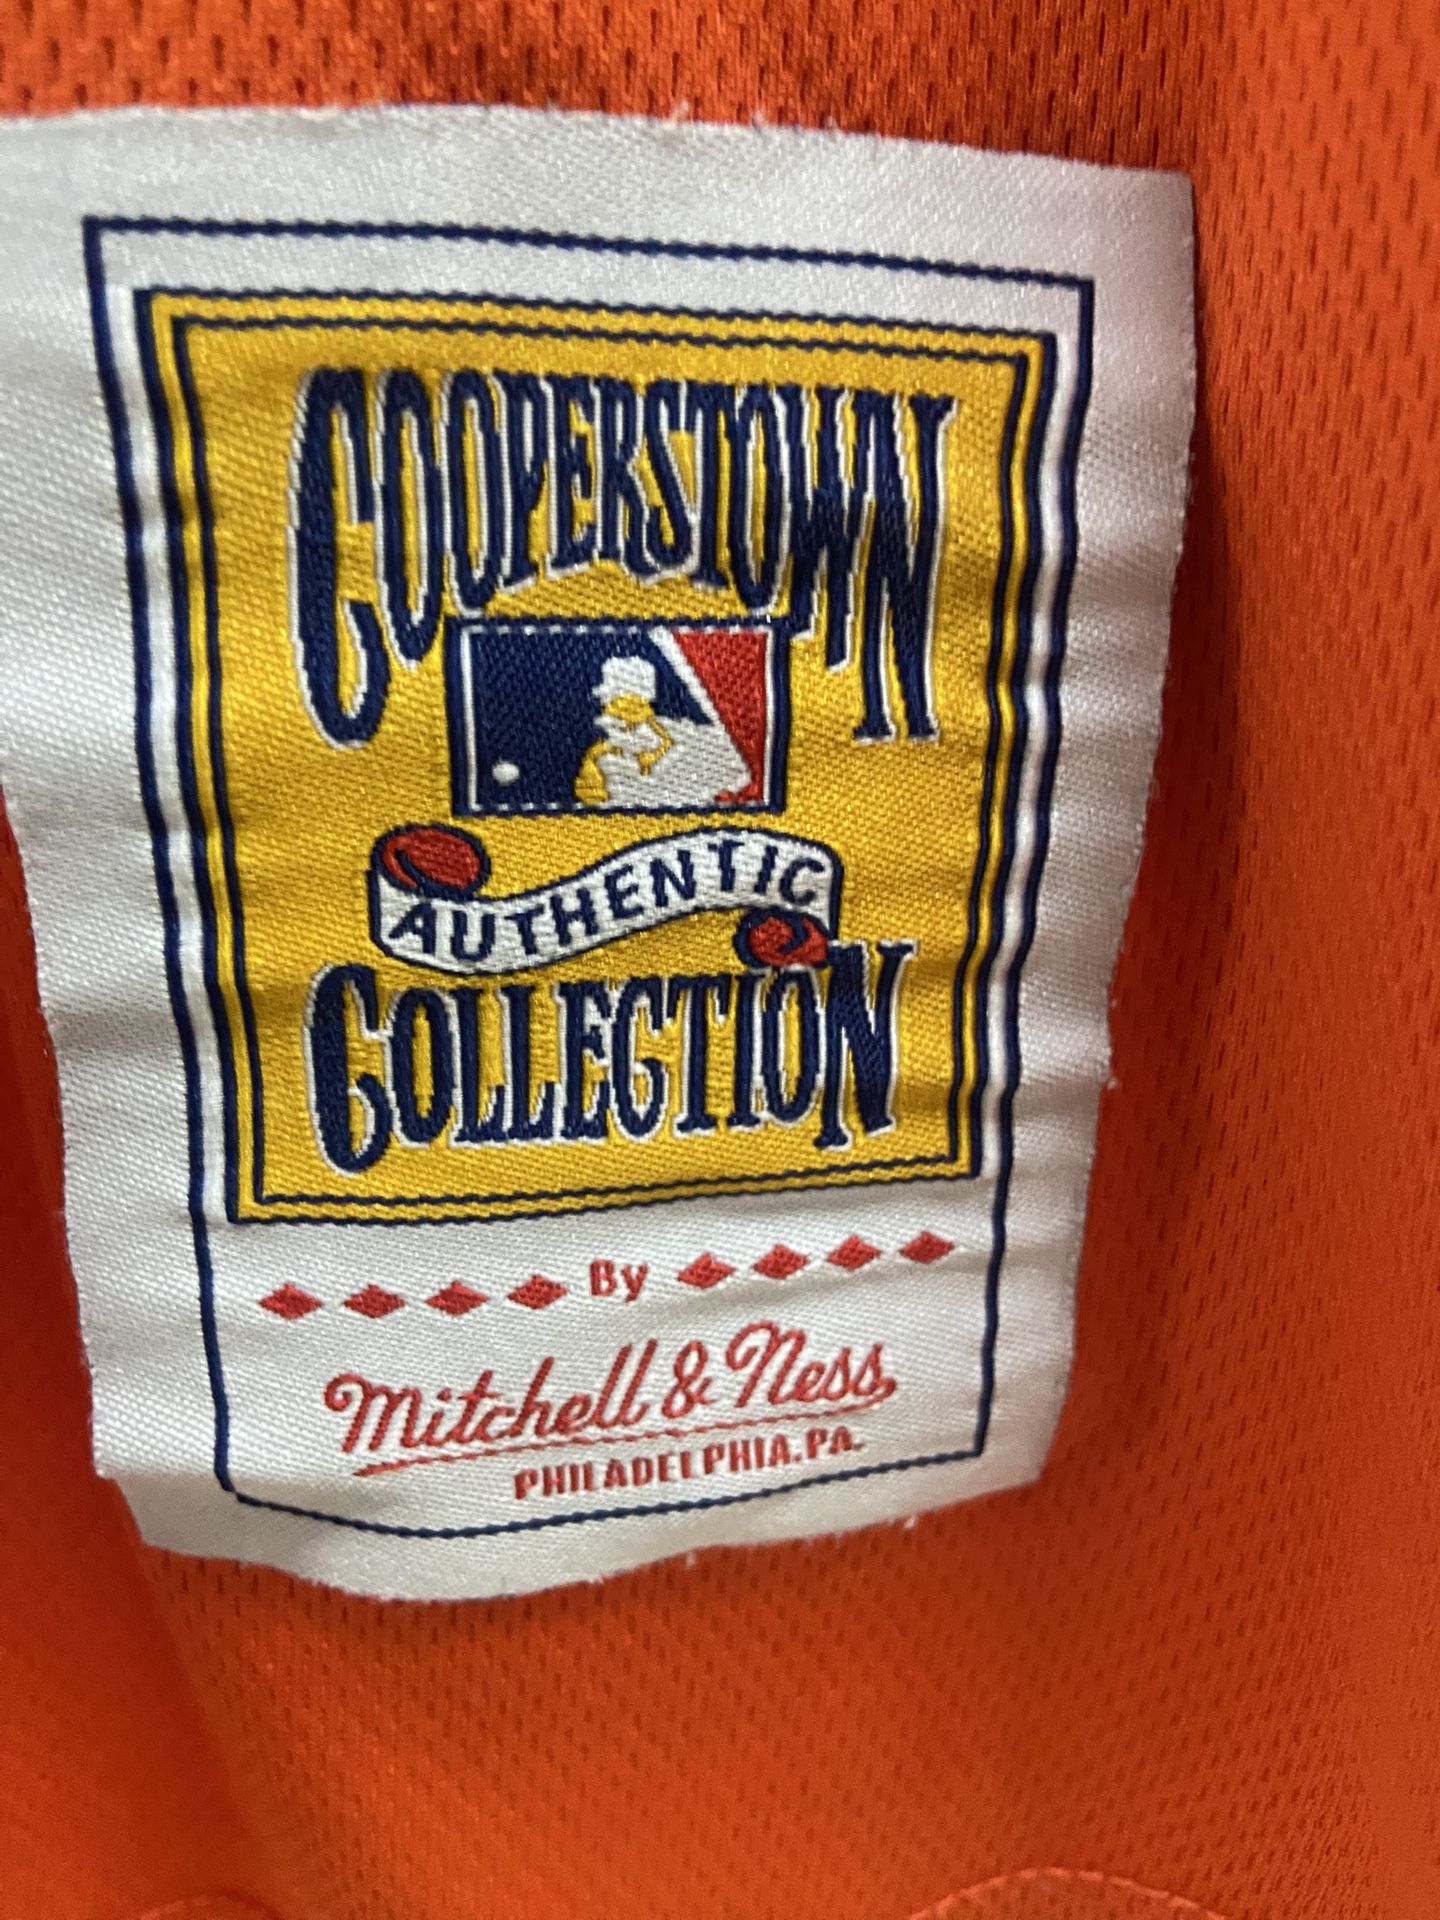 COOPERSTOWN
AUTHENTIC
COLLECTION
By
Mitchell & Ness
PHILADELPHIA, PA.